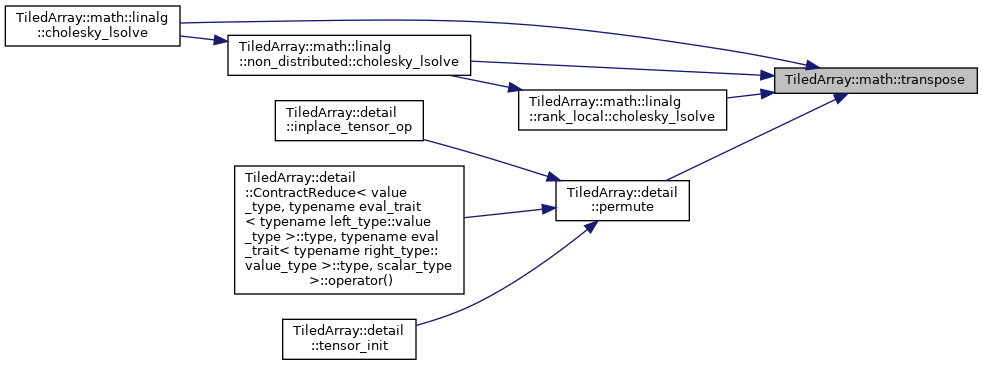 TiledArray::math::linalg
::cholesky_lsolve
TiledArray::math::linalg
::non_distributed::cholesky_lsolve
TiledArray::math::transpose
TiledArray::math::linalg
::rank_local::cholesky_lsolve
TiledArray::detail
::inplace_tensor_op
TiledArray::detail
::ContractReduce< value
_type, typename eval_trait
< typename left_type::value
_type >::type, typename eval
_trait< typename right_type::
value_type >::type, scalar_type
>::operator()
TiledArray::detail
::permute
TiledArray::detail
::tensor_init